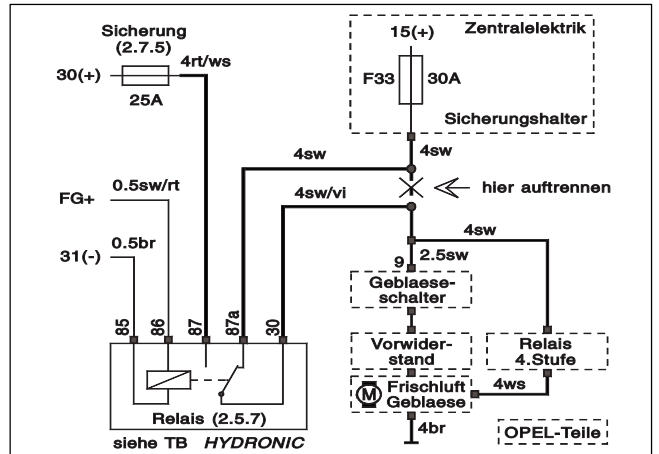 Sicherung
(2.7.5)
30(+)
4rt/ws
25A
15(+)
Zentralelektrik
F33
30A
Sicherungshalter
4sw
4sw
hier auftrennen
FG+
0.5sw/rt
4sw/vi
31(-)
0.5br
4sw
9
2.5sw
85
86
87
87a
30
Geblaese-
schalter
Vorwider-
stand
Relais
4.Stufe
M
Frischluft
Geblaese
4ws
Relais (2.5.7)
4br
siehe TB HYDRONIC
OPEL-Teile